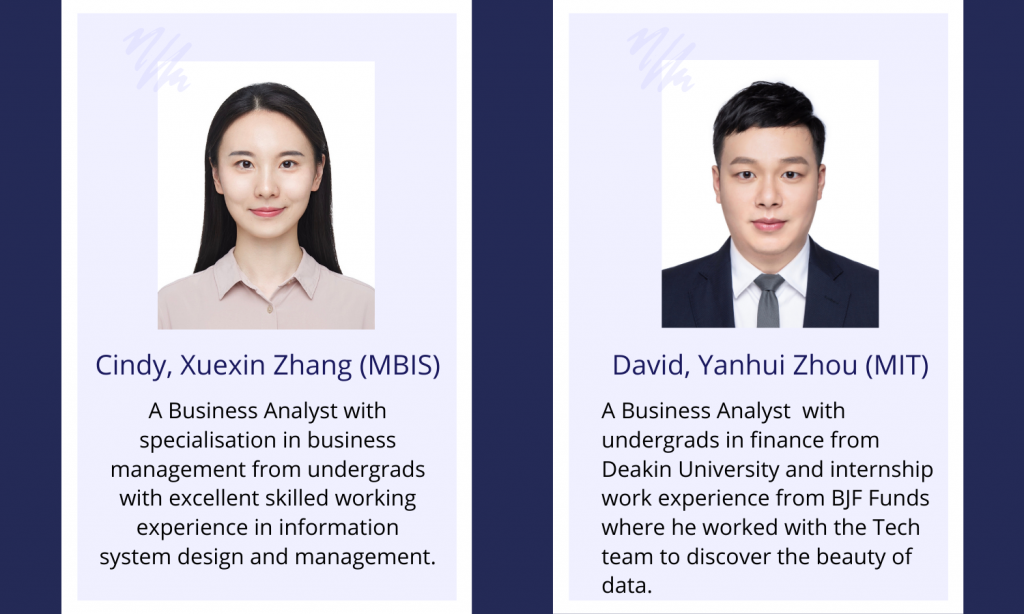 Cindy, Xuexin Zhang (MBIS)
A Business Analyst with
specialisation in business
management from undergrads
with excellent skilled working
experience in information
system design and management.
David, Yanhui Zhou (MIT)
A Business Analyst with
undergrads in finance from
Deakin University and internship
work experience from BJF Funds
where he worked with the Tech
team to discover the beauty of
data.